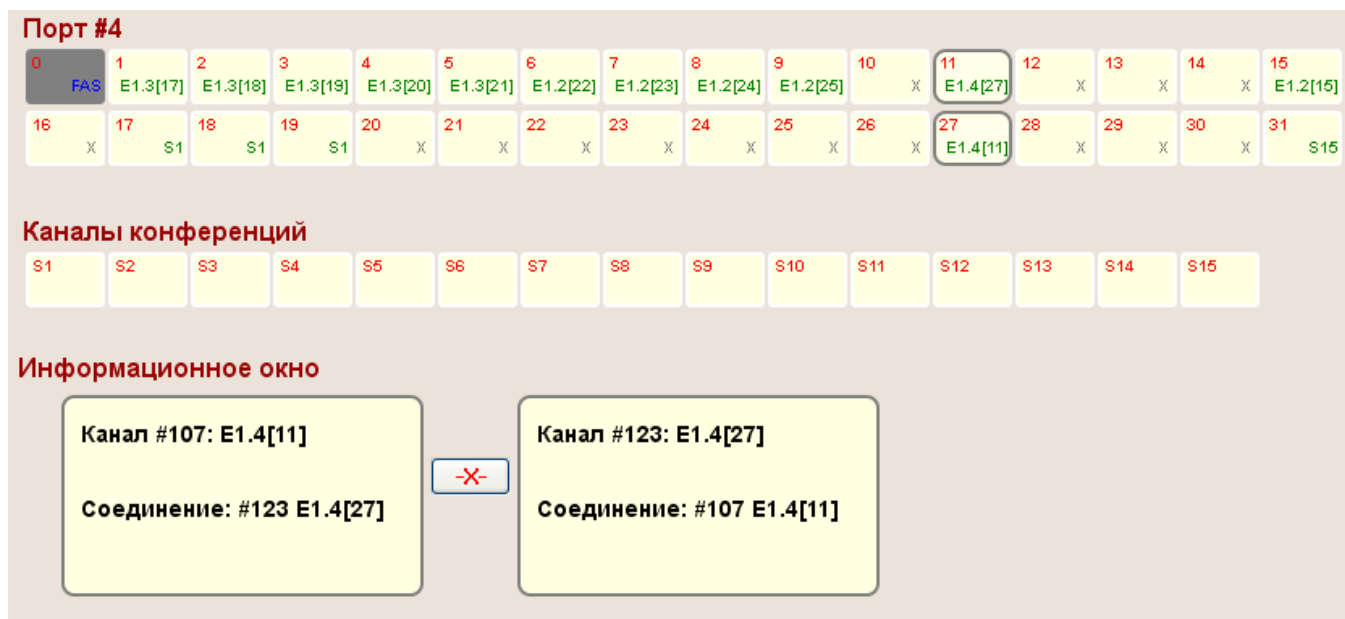 Порт #4
0 1 2 3 4 5 6 7 8 9 10 11 12 13 14 15
FAS E1.3[17] E1.3[18] E1.3[19] E1.3[20] E1.3[21] E1.2[22] E1.2[23] E1.2[24] E1.2[25] X E1.4[27] X X X E1.2[15]
16 17 18 19 20 21 22 23 24 25 26 27 28 29 30 31
X S1 S1 S1 X X X X X X X E1.4[11] X X X S15
Каналы конференций
S1 S2 S3 S4 S5 S6 S7 S8 S9 S10 S11 S12 S13 S14 S15
Информационное окно
Канал #107: E1.4[11] Канал #123: E1.4[27]
-X-
Соединение: #123 E1.4[27] Соединение: #107 E1.4[11]